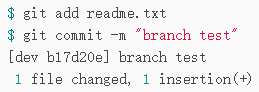 $ git add readme.txt
$ git commit -m "branch test"
[dev b17d20e] branch test
 1 file changed, 1 insertion(+)